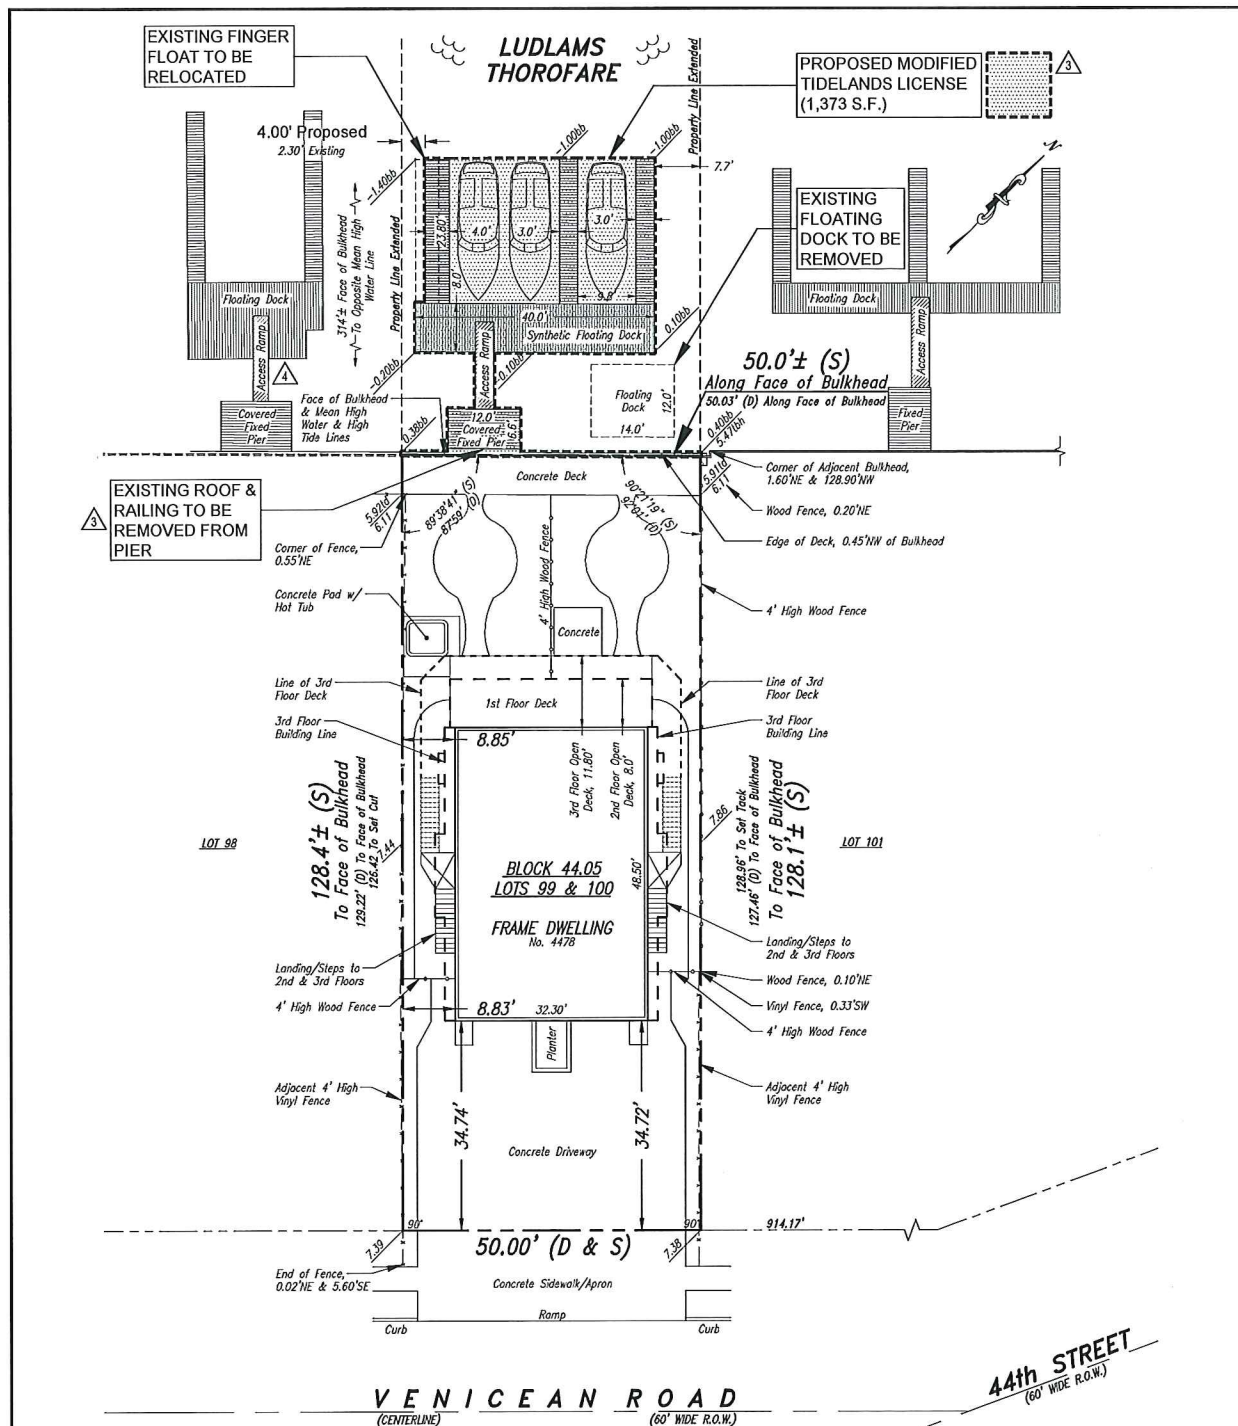 EXISTING FINGER
FLOAT TO BE
RELOCATED
LUDLAMS
THOROFARE
PROPOSED MODIFIED
TIDELANDS LICENSE
(1,373 S.F.)
3
4.00' Proposed
2.30' Existing
-1.40bb
-1.00bb
-1.00bb
Property Line Extended
7.7'
N
EXISTING
FLOATING
DOCK TO BE
REMOVED
314'± Face of Bulkhead
To Opposite Mean High
Water Line
Property Line Extended
23.80'
4.0'
3.0'
3.0'
8.0'
9.8'
40.0'
Synthetic Floating Dock
Floating Dock
Access Ramp
4
Covered
Fixed
Pier
Floating Dock
Access Ramp
Fixed
Pier
-0.20bb
Access Ramp
-0.10bb
0.10bb
Face of Bulkhead
& Mean High
Water & High
Tide Lines
0.38bb
12.0'
6.6'
Covered
Fixed Pier
Floating
Dock
12.0'
14.0'
50.0'± (S)
Along Face of Bulkhead
50.03' (D) Along Face of Bulkhead
0.40bb
5.47lbh
Corner of Adjacent Bulkhead,
1.60'NE & 128.90'NW
Concrete Deck
5.91td
6.11
Wood Fence, 0.20'NE
Edge of Deck, 0.45'NW of Bulkhead
EXISTING ROOF &
RAILING TO BE
REMOVED FROM
PIER
3
5.92td
6.11
89°38'41" (S)
87°59' (D)
90°21'19" (S)
92°01' (D)
Corner of Fence,
0.55'NE
Concrete Pad w/
Hot Tub
4' High Wood Fence
Concrete
4' High Wood Fence
Line of 3rd
Floor Deck
1st Floor Deck
Line of 3rd
Floor Deck
3rd Floor
Building Line
8.85'
3rd Floor Open
Deck, 11.80'
2nd Floor Open
Deck, 8.0'
3rd Floor
Building Line
LOT 98
128.4'± (S)
To Face of Bulkhead
129.22' (D) To Face of Bulkhead
126.42 To Set Cut
7.44
BLOCK 44.05
LOTS 99 & 100
48.50'
FRAME DWELLING
No. 4478
7.86
128.96' To Set Tack
127.46' (D) To Face of Bulkhead
To Face of Bulkhead
128.1'± (S)
LOT 101
Landing/Steps to
2nd & 3rd Floors
4' High Wood Fence
8.83'
32.30'
Planter
Landing/Steps to
2nd & 3rd Floors
Wood Fence, 0.10'NE
Vinyl Fence, 0.33'SW
4' High Wood Fence
Adjacent 4' High
Vinyl Fence
34.74'
34.72'
Adjacent 4' High
Vinyl Fence
Concrete Driveway
90°
90°
914.17'
7.39
50.00' (D & S)
7.38
End of Fence,
0.02'NE & 5.60'SE
Concrete Sidewalk/Apron
Ramp
Curb
Curb
VENICEAN ROAD
(CENTERLINE)
(60' WIDE R.O.W.)
44th STREET
(60' WIDE R.O.W.)